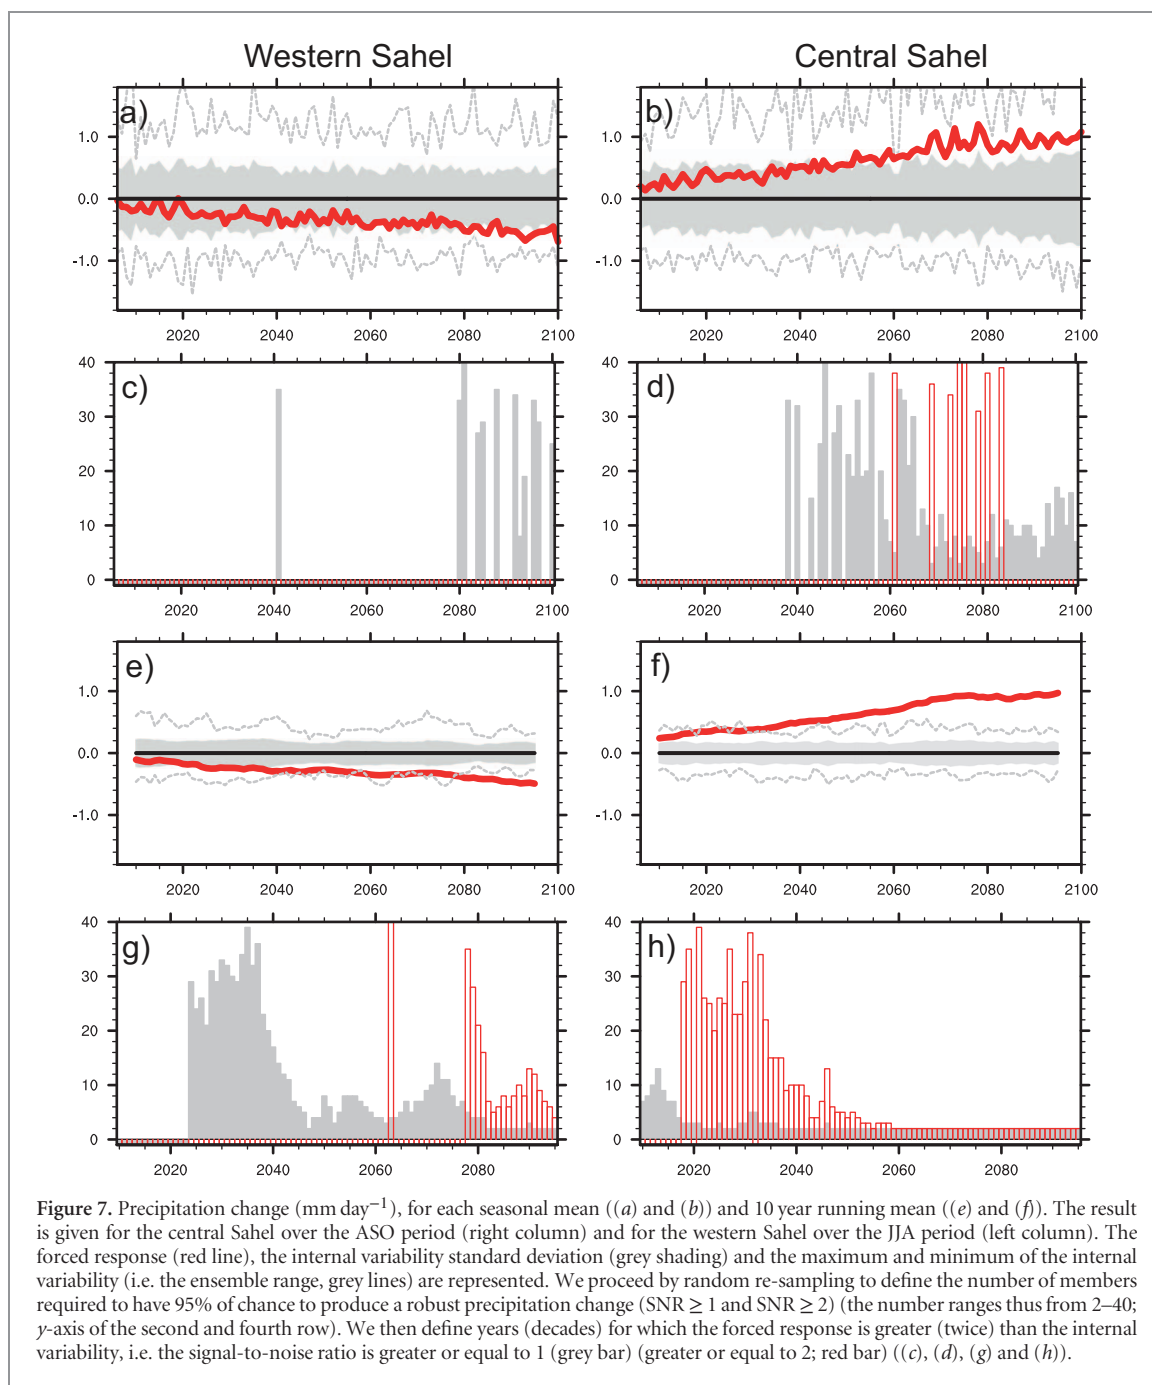 Western Sahel
Central Sahel
a)
1.0
0.0
-1.0
2020 2040 2060 2080 2100
b)
1.0
0.0
-1.0
2020 2040 2060 2080 2100
c)
40
30
20
10
0
2020 2040 2060 2080 2100
d)
40
30
20
10
0
2020 2040 2060 2080 2100
e)
1.0
0.0
-1.0
2020 2040 2060 2080 2100
f)
1.0
0.0
-1.0
2020 2040 2060 2080 2100
g)
40
30
20
10
0
2020 2040 2060 2080
h)
40
30
20
10
0
2020 2040 2060 2080
Figure 7. Precipitation change (mm day⁻¹), for each seasonal mean ((a) and (b)) and 10 year running mean ((e) and (f)). The result
is given for the central Sahel over the ASO period (right column) and for the western Sahel over the JJA period (left column). The
forced response (red line), the internal variability standard deviation (grey shading) and the maximum and minimum of the internal
variability (i.e. the ensemble range, grey lines) are represented. We proceed by random re-sampling to define the number of members
required to have 95% of chance to produce a robust precipitation change (SNR ≥ 1 and SNR ≥ 2) (the number ranges thus from 2–40;
y-axis of the second and fourth row). We then define years (decades) for which the forced response is greater (twice) than the internal
variability, i.e. the signal-to-noise ratio is greater or equal to 1 (grey bar) (greater or equal to 2; red bar) ((c), (d), (g) and (h)).